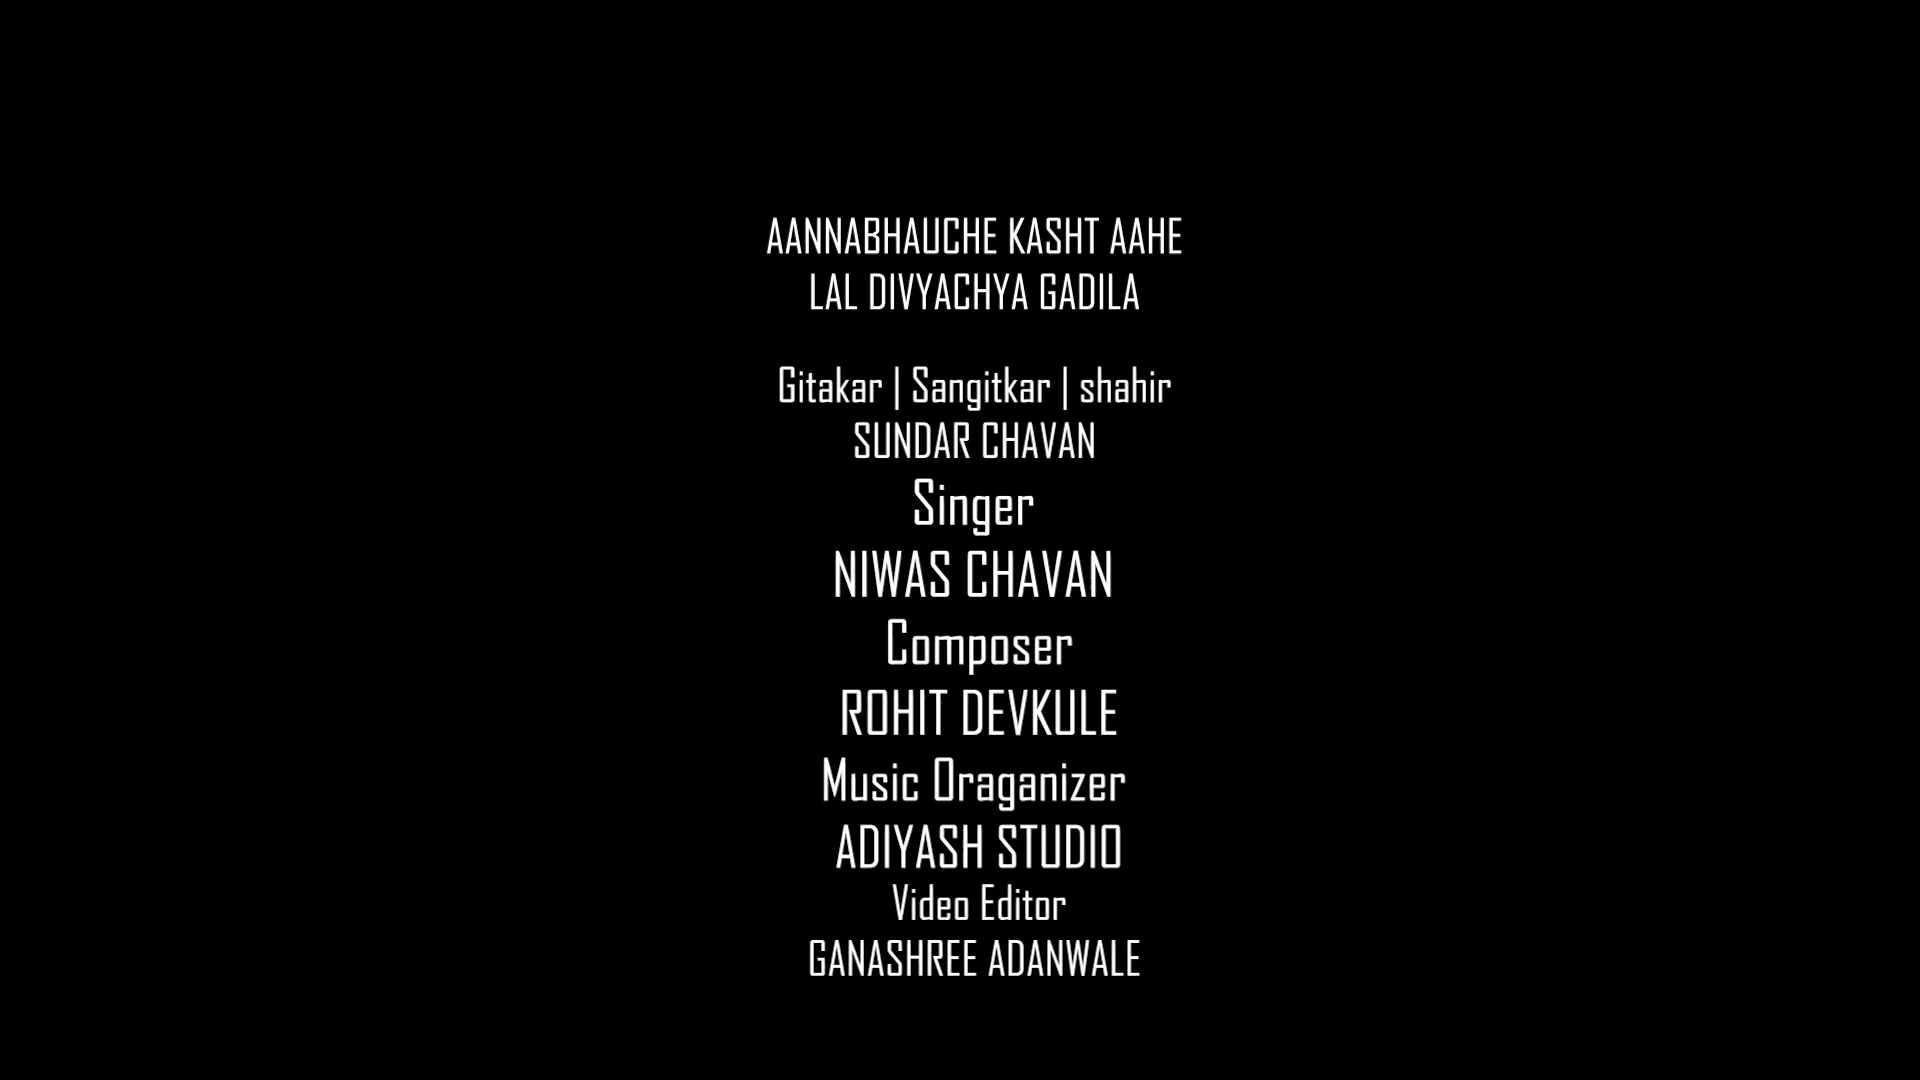 AANNABHAUCHE KASHT AAHE
LAL DIVYACHYA GADILA
Gitakar | Sangitkar | shahir
SUNDAR CHAVAN
Singer
NIWAS CHAVAN
Composer
ROHIT DEVKULE
Music Oraganizer
ADIYASH STUDIO
Video Editor
GANASHREE ADANWALE